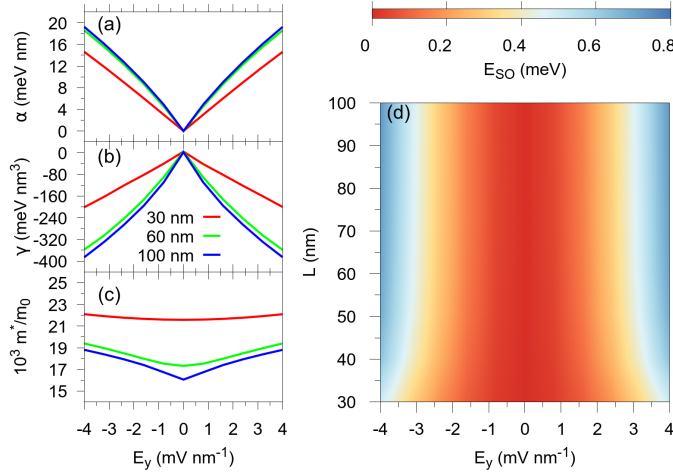 (a)
α (meV nm)
20
16
12
8
4
0
(b)
γ (meV nm³)
0
-80
-160
-240
-320
-400
30 nm
60 nm
100 nm
(c)
10³ m*/m₀
25
23
21
19
17
15
-4 -3 -2 -1 0 1 2 3 4
E_y (mV nm⁻¹)
0 0.2 0.4 0.6 0.8
E_SO (meV)
(d)
L (nm)
100
90
80
70
60
50
40
30
-4 -3 -2 -1 0 1 2 3 4
E_y (mV nm⁻¹)